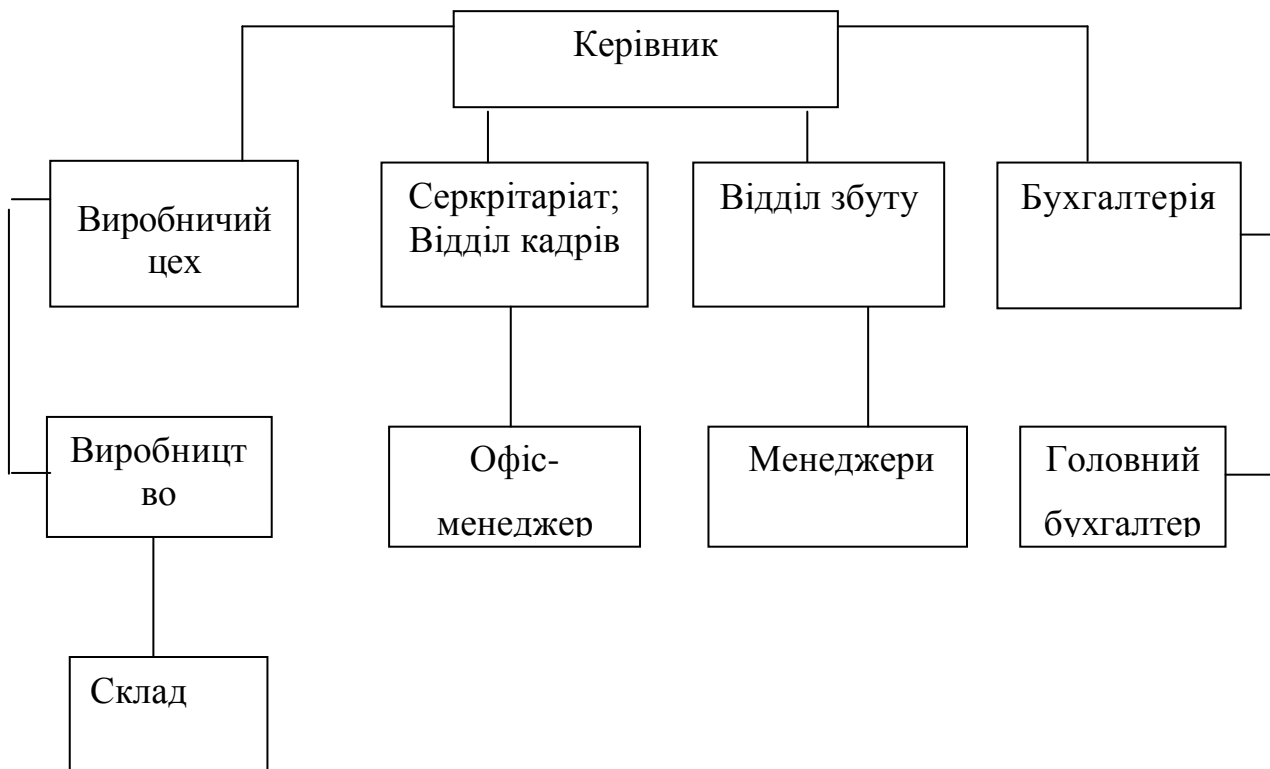 Керівник
Виробничий
цех
Серкрітаріат;
Відділ кадрів
Відділ збуту
Бухгалтерія
Виробницт
во
Офіс-
менеджер
Менеджери
Головний
бухгалтер
Склад